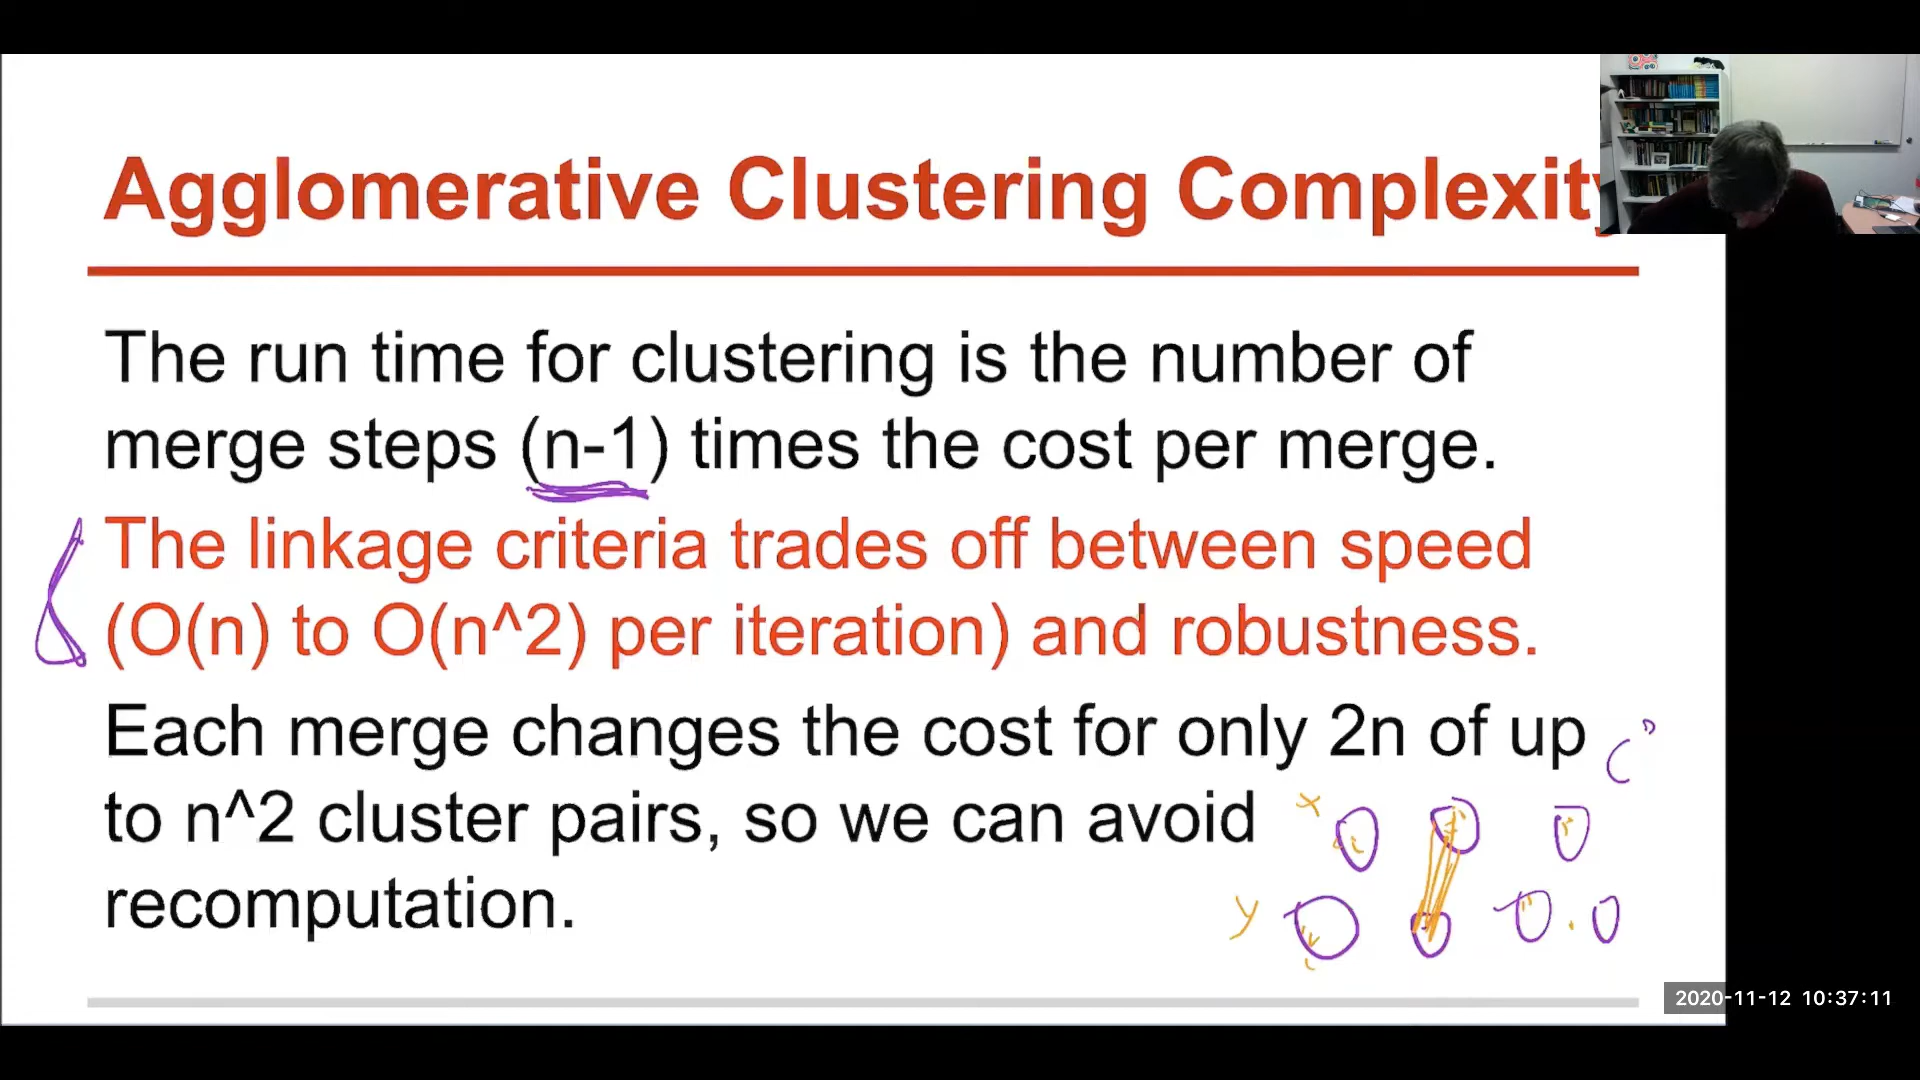 Agglomerative Clustering Complexity
The run time for clustering is the number of
merge steps (n-1) times the cost per merge.
The linkage criteria trades off between speed
(O(n) to O(n^2) per iteration) and robustness.
Each merge changes the cost for only 2n of up
to n^2 cluster pairs, so we can avoid
recomputation.
x
y
2020-11-12 10:37:11